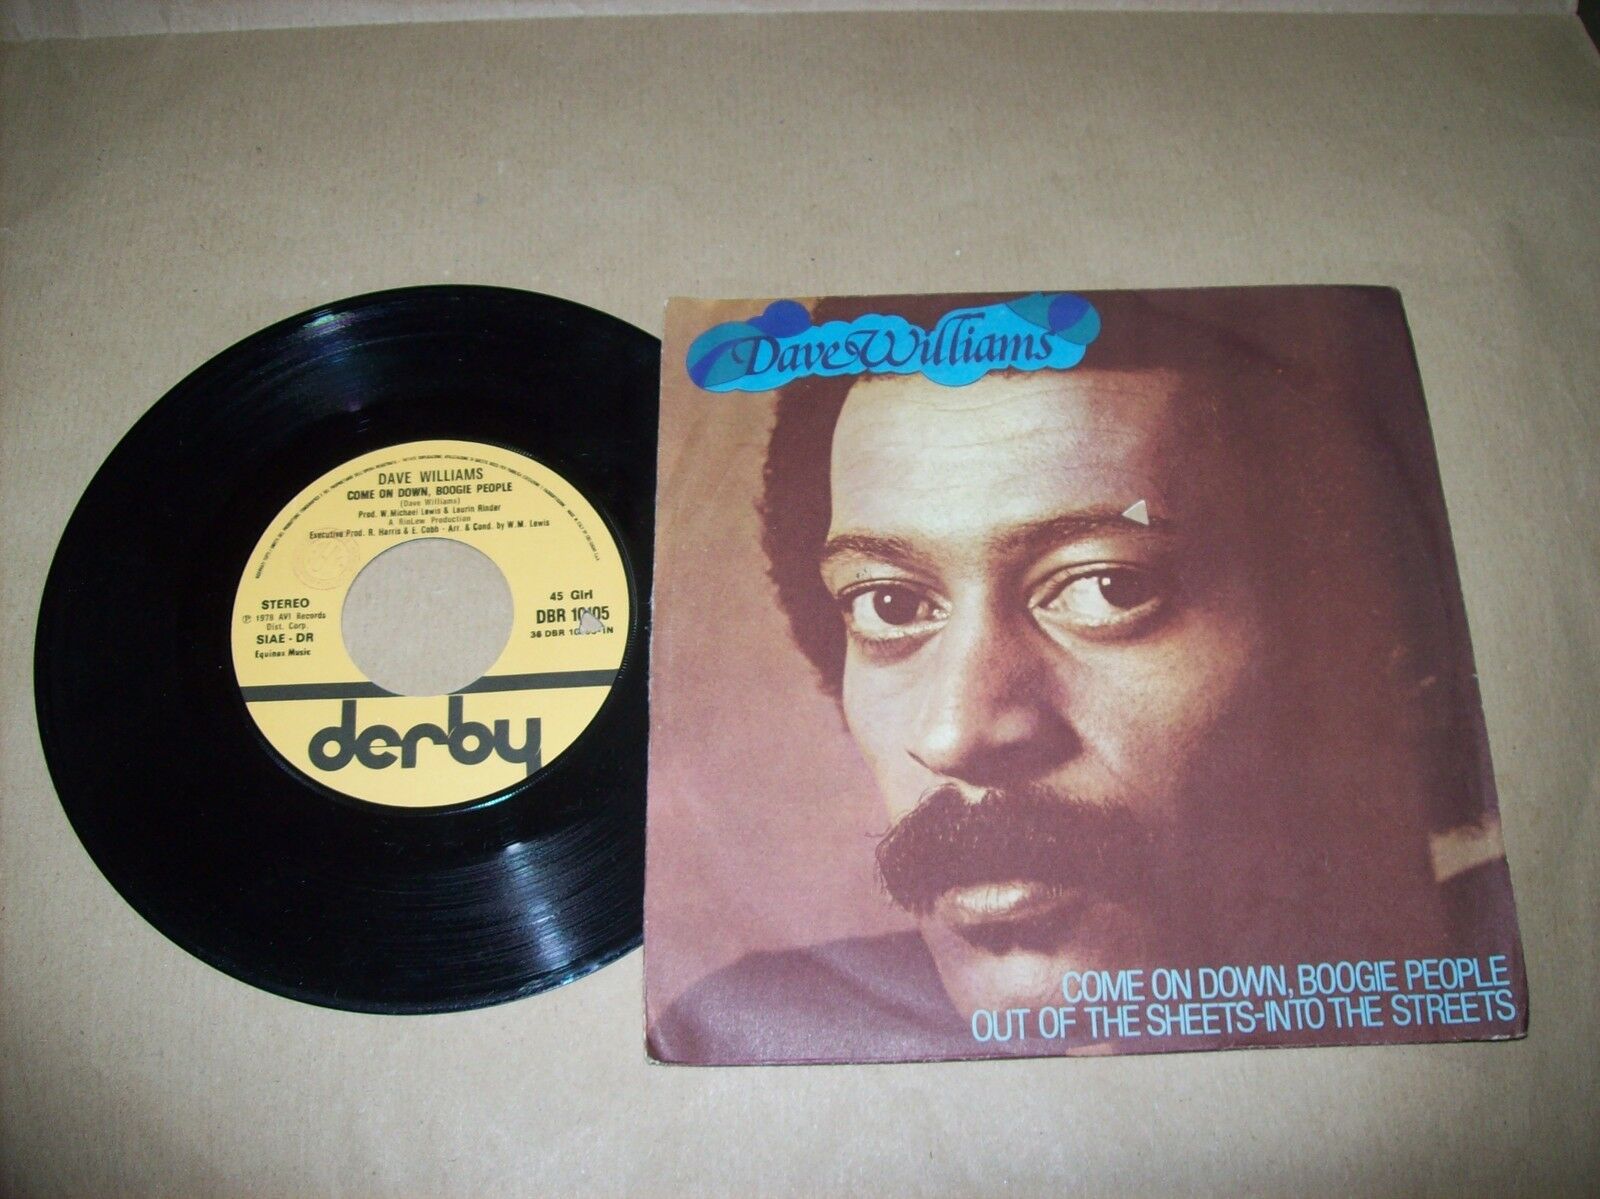 DAVE WILLIAMS
COME ON DOWN, BOOGIE PEOPLE
(Dave Williams)
Prod. W. Michael Lewis & Laurin Rinder
A RinLew Production
Executive Prod. R. Harris & E. Cobb - Arr. & Cond. by W.M. Lewis
STEREO
℗ 1978 AVI Records
Dist. Corp.
SIAE - DR
Equinox Music
45 Giri
DBR 10105
derby
Dave Williams
COME ON DOWN, BOOGIE PEOPLE
OUT OF THE SHEETS-INTO THE STREETS